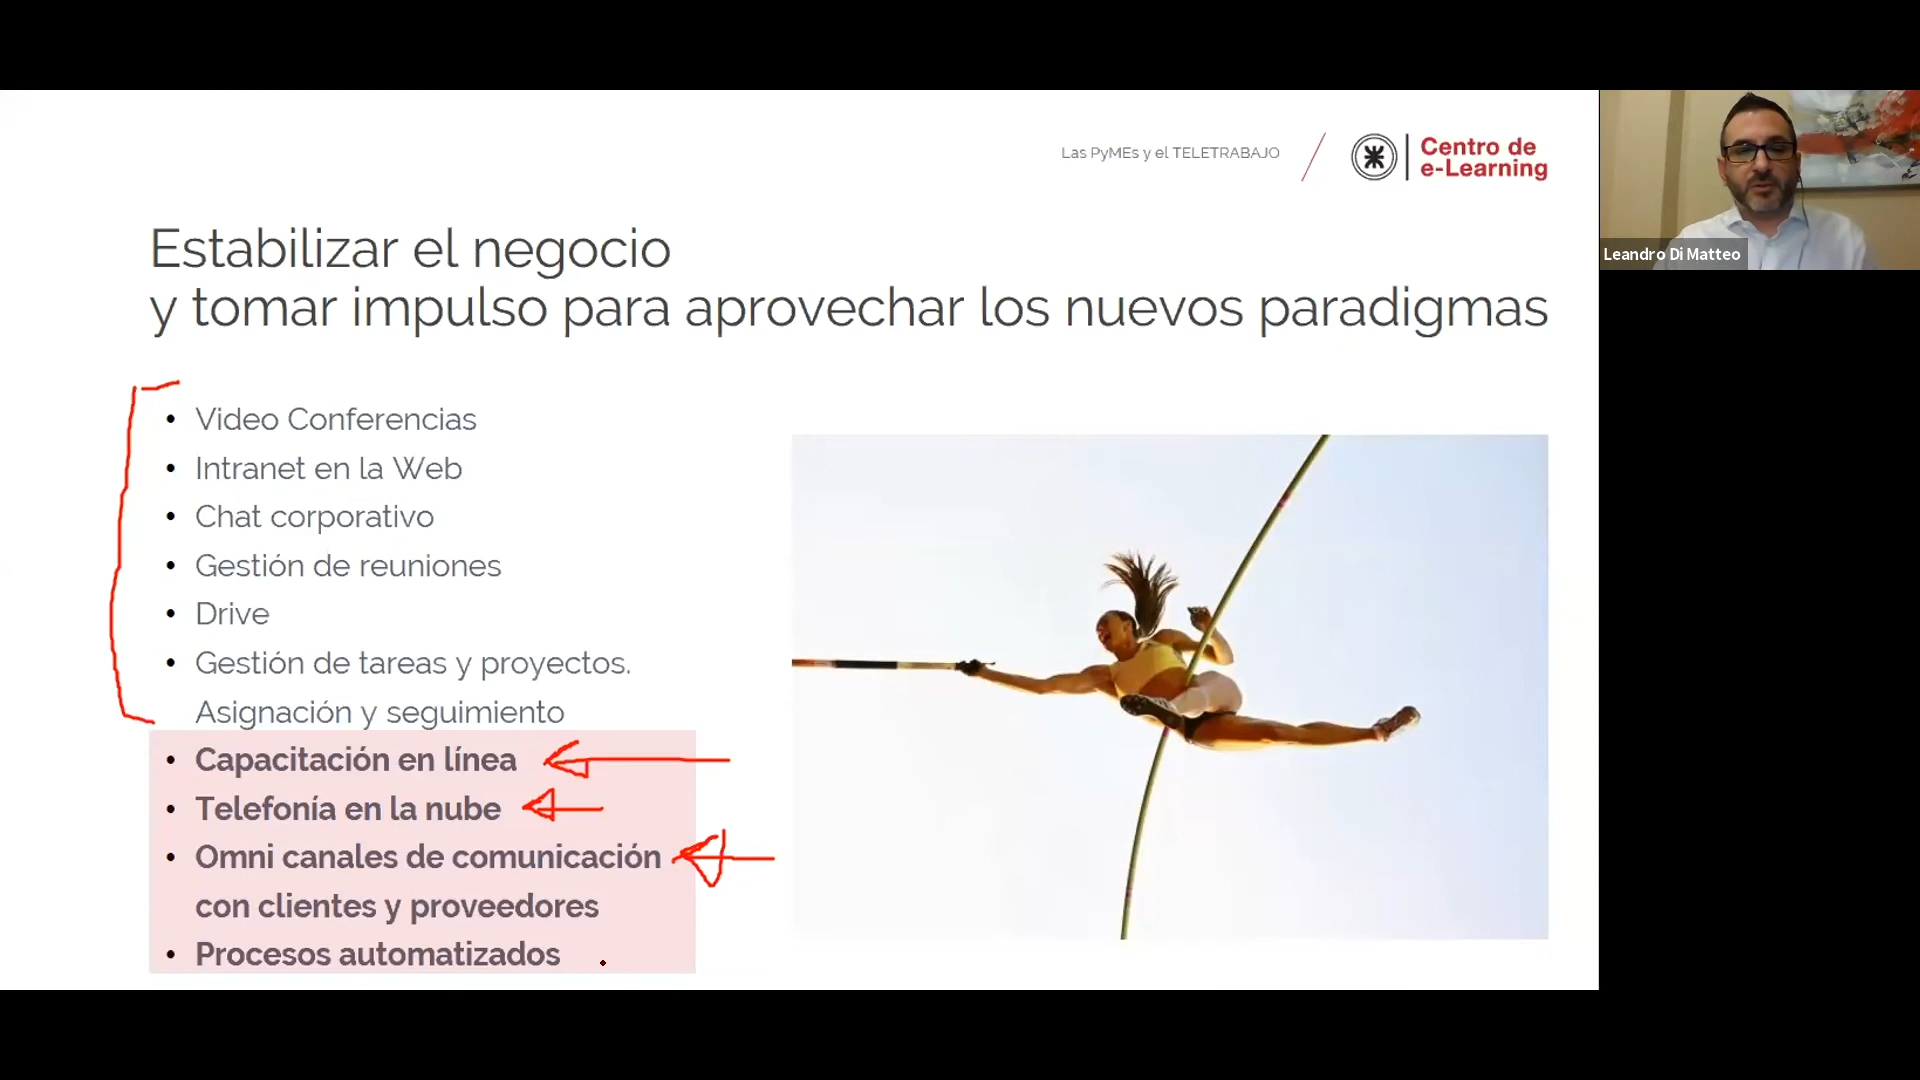 Las PyMEs y el TELETRABAJO
Centro de
e-Learning
Leandro Di Matteo
Estabilizar el negocio
y tomar impulso para aprovechar los nuevos paradigmas
• Video Conferencias
• Intranet en la Web
• Chat corporativo
• Gestión de reuniones
• Drive
• Gestión de tareas y proyectos.
Asignación y seguimiento
• Capacitación en línea
• Telefonía en la nube
• Omni canales de comunicación
con clientes y proveedores
• Procesos automatizados